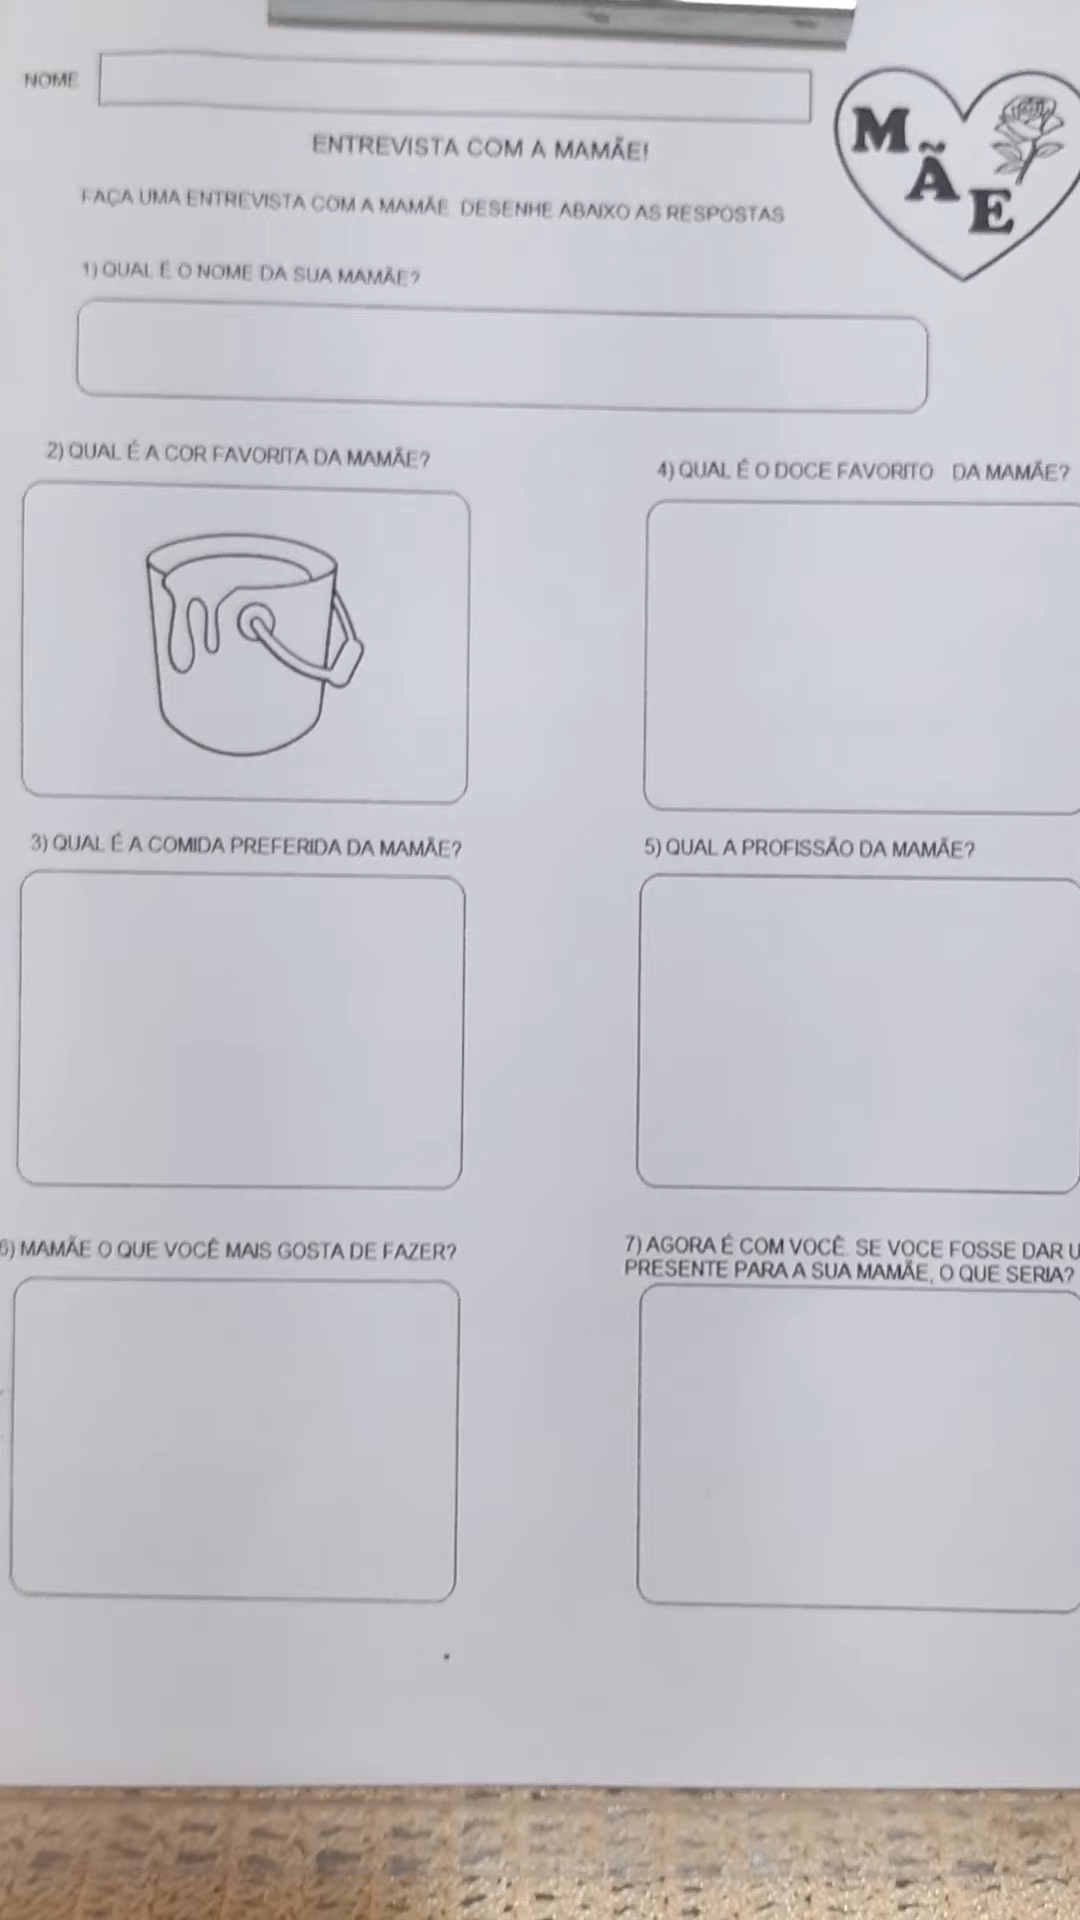 NOME
MÃE
ENTREVISTA COM A MAMÃE!
FAÇA UMA ENTREVISTA COM A MAMÃE. DESENHE ABAIXO AS RESPOSTAS
1) QUAL É O NOME DA SUA MAMÃE?
2) QUAL É A COR FAVORITA DA MAMÃE?
4) QUAL É O DOCE FAVORITO DA MAMÃE?
3) QUAL É A COMIDA PREFERIDA DA MAMÃE?
5) QUAL A PROFISSÃO DA MAMÃE?
6) MAMÃE O QUE VOCÊ MAIS GOSTA DE FAZER?
7) AGORA É COM VOCÊ. SE VOCE FOSSE DAR U
PRESENTE PARA A SUA MAMÃE, O QUE SERIA?